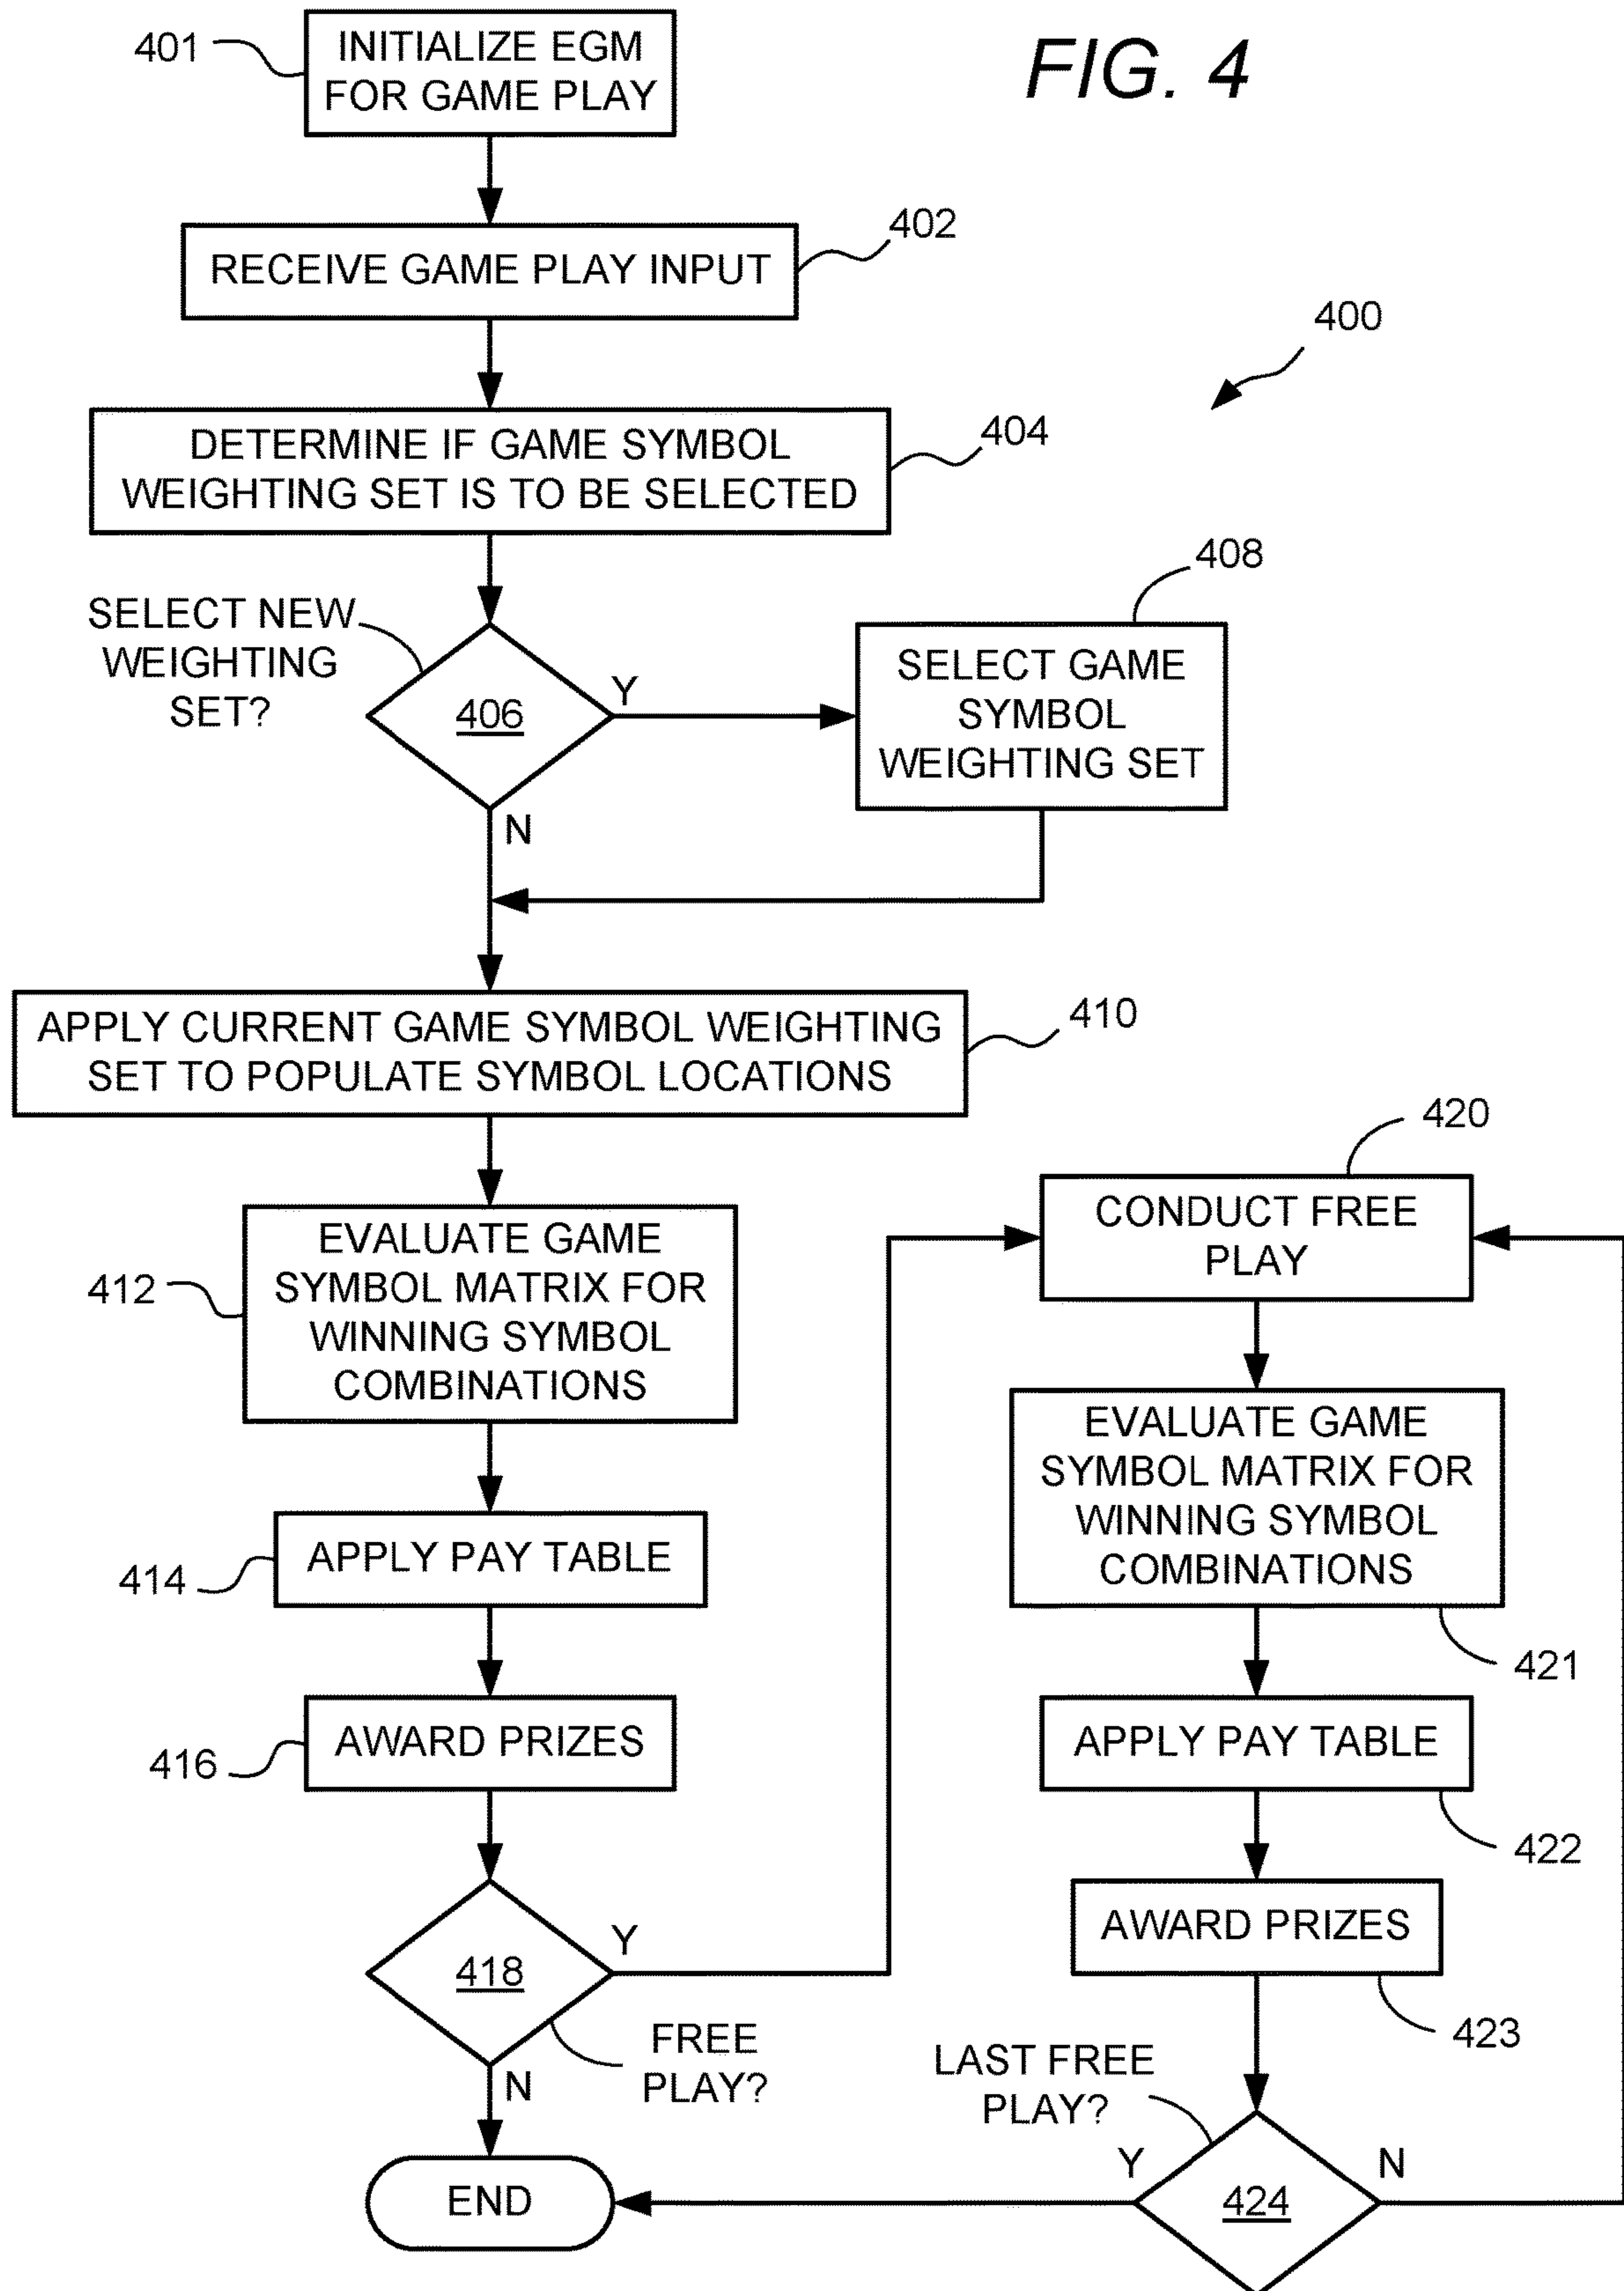 FIG. 4
401
INITIALIZE EGM
FOR GAME PLAY
402
RECEIVE GAME PLAY INPUT
400
404
DETERMINE IF GAME SYMBOL
WEIGHTING SET IS TO BE SELECTED
408
SELECT NEW
WEIGHTING
SET?
406
Y
N
SELECT GAME
SYMBOL
WEIGHTING SET
410
APPLY CURRENT GAME SYMBOL WEIGHTING
SET TO POPULATE SYMBOL LOCATIONS
412
EVALUATE GAME
SYMBOL MATRIX FOR
WINNING SYMBOL
COMBINATIONS
414
APPLY PAY TABLE
416
AWARD PRIZES
418
Y
FREE
PLAY?
N
END
420
CONDUCT FREE
PLAY
EVALUATE GAME
SYMBOL MATRIX FOR
WINNING SYMBOL
COMBINATIONS
421
APPLY PAY TABLE
422
AWARD PRIZES
423
LAST FREE
PLAY?
Y
424
N